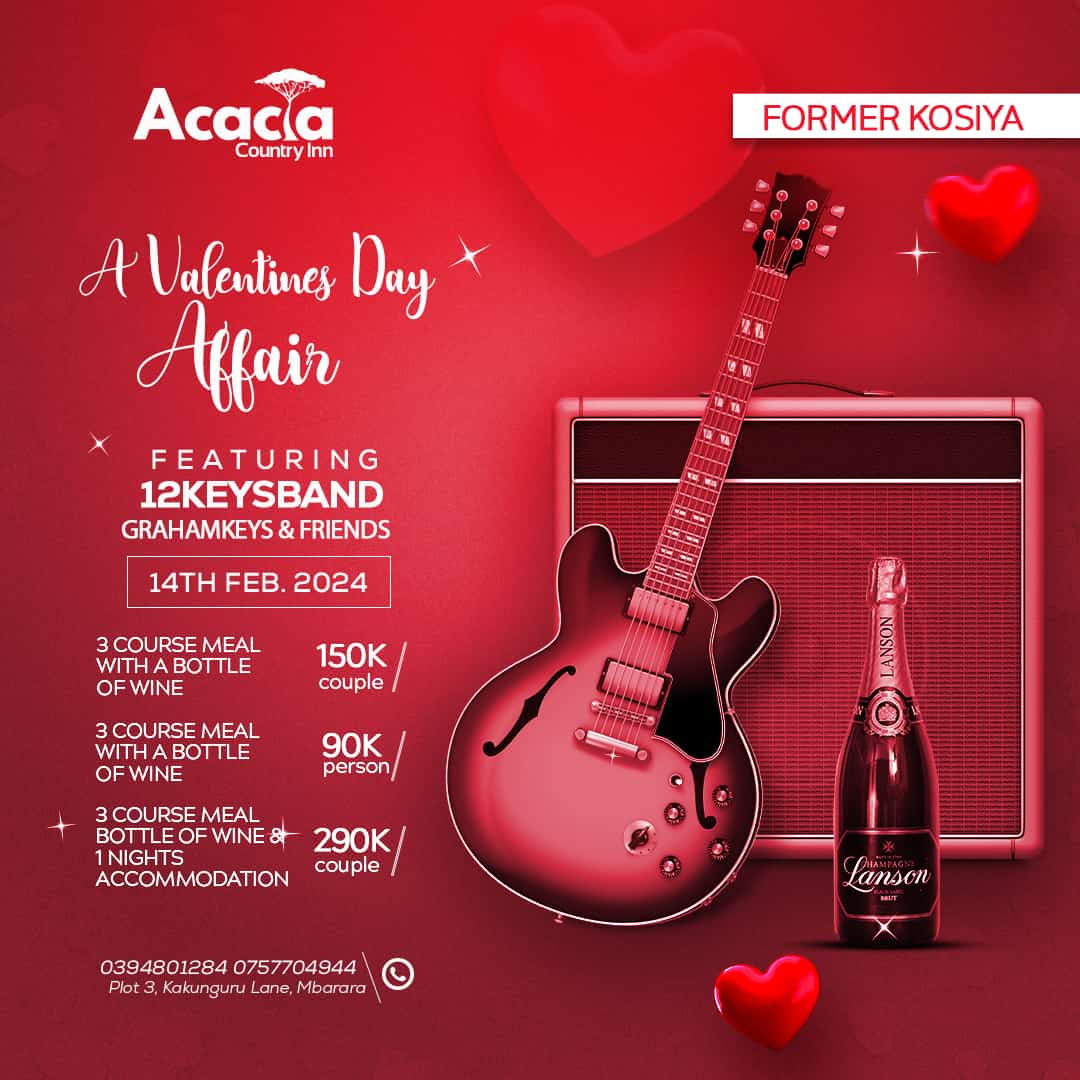 Acacia
Country Inn
FORMER KOSIYA
A Valentines Day
Affair
FEATURING
12KEYSBAND
GRAHAMKEYS & FRIENDS
14TH FEB. 2024
3 COURSE MEAL
WITH A BOTTLE
OF WINE
150K
couple
3 COURSE MEAL
WITH A BOTTLE
OF WINE
90K
person
3 COURSE MEAL
BOTTLE OF WINE &
1 NIGHTS
ACCOMMODATION
290K
couple
0394801284 0757704944
Plot 3, Kakunguru Lane, Mbarara
LANSON
CHAMPAGNE
Lanson
BLACK LABEL
BRUT